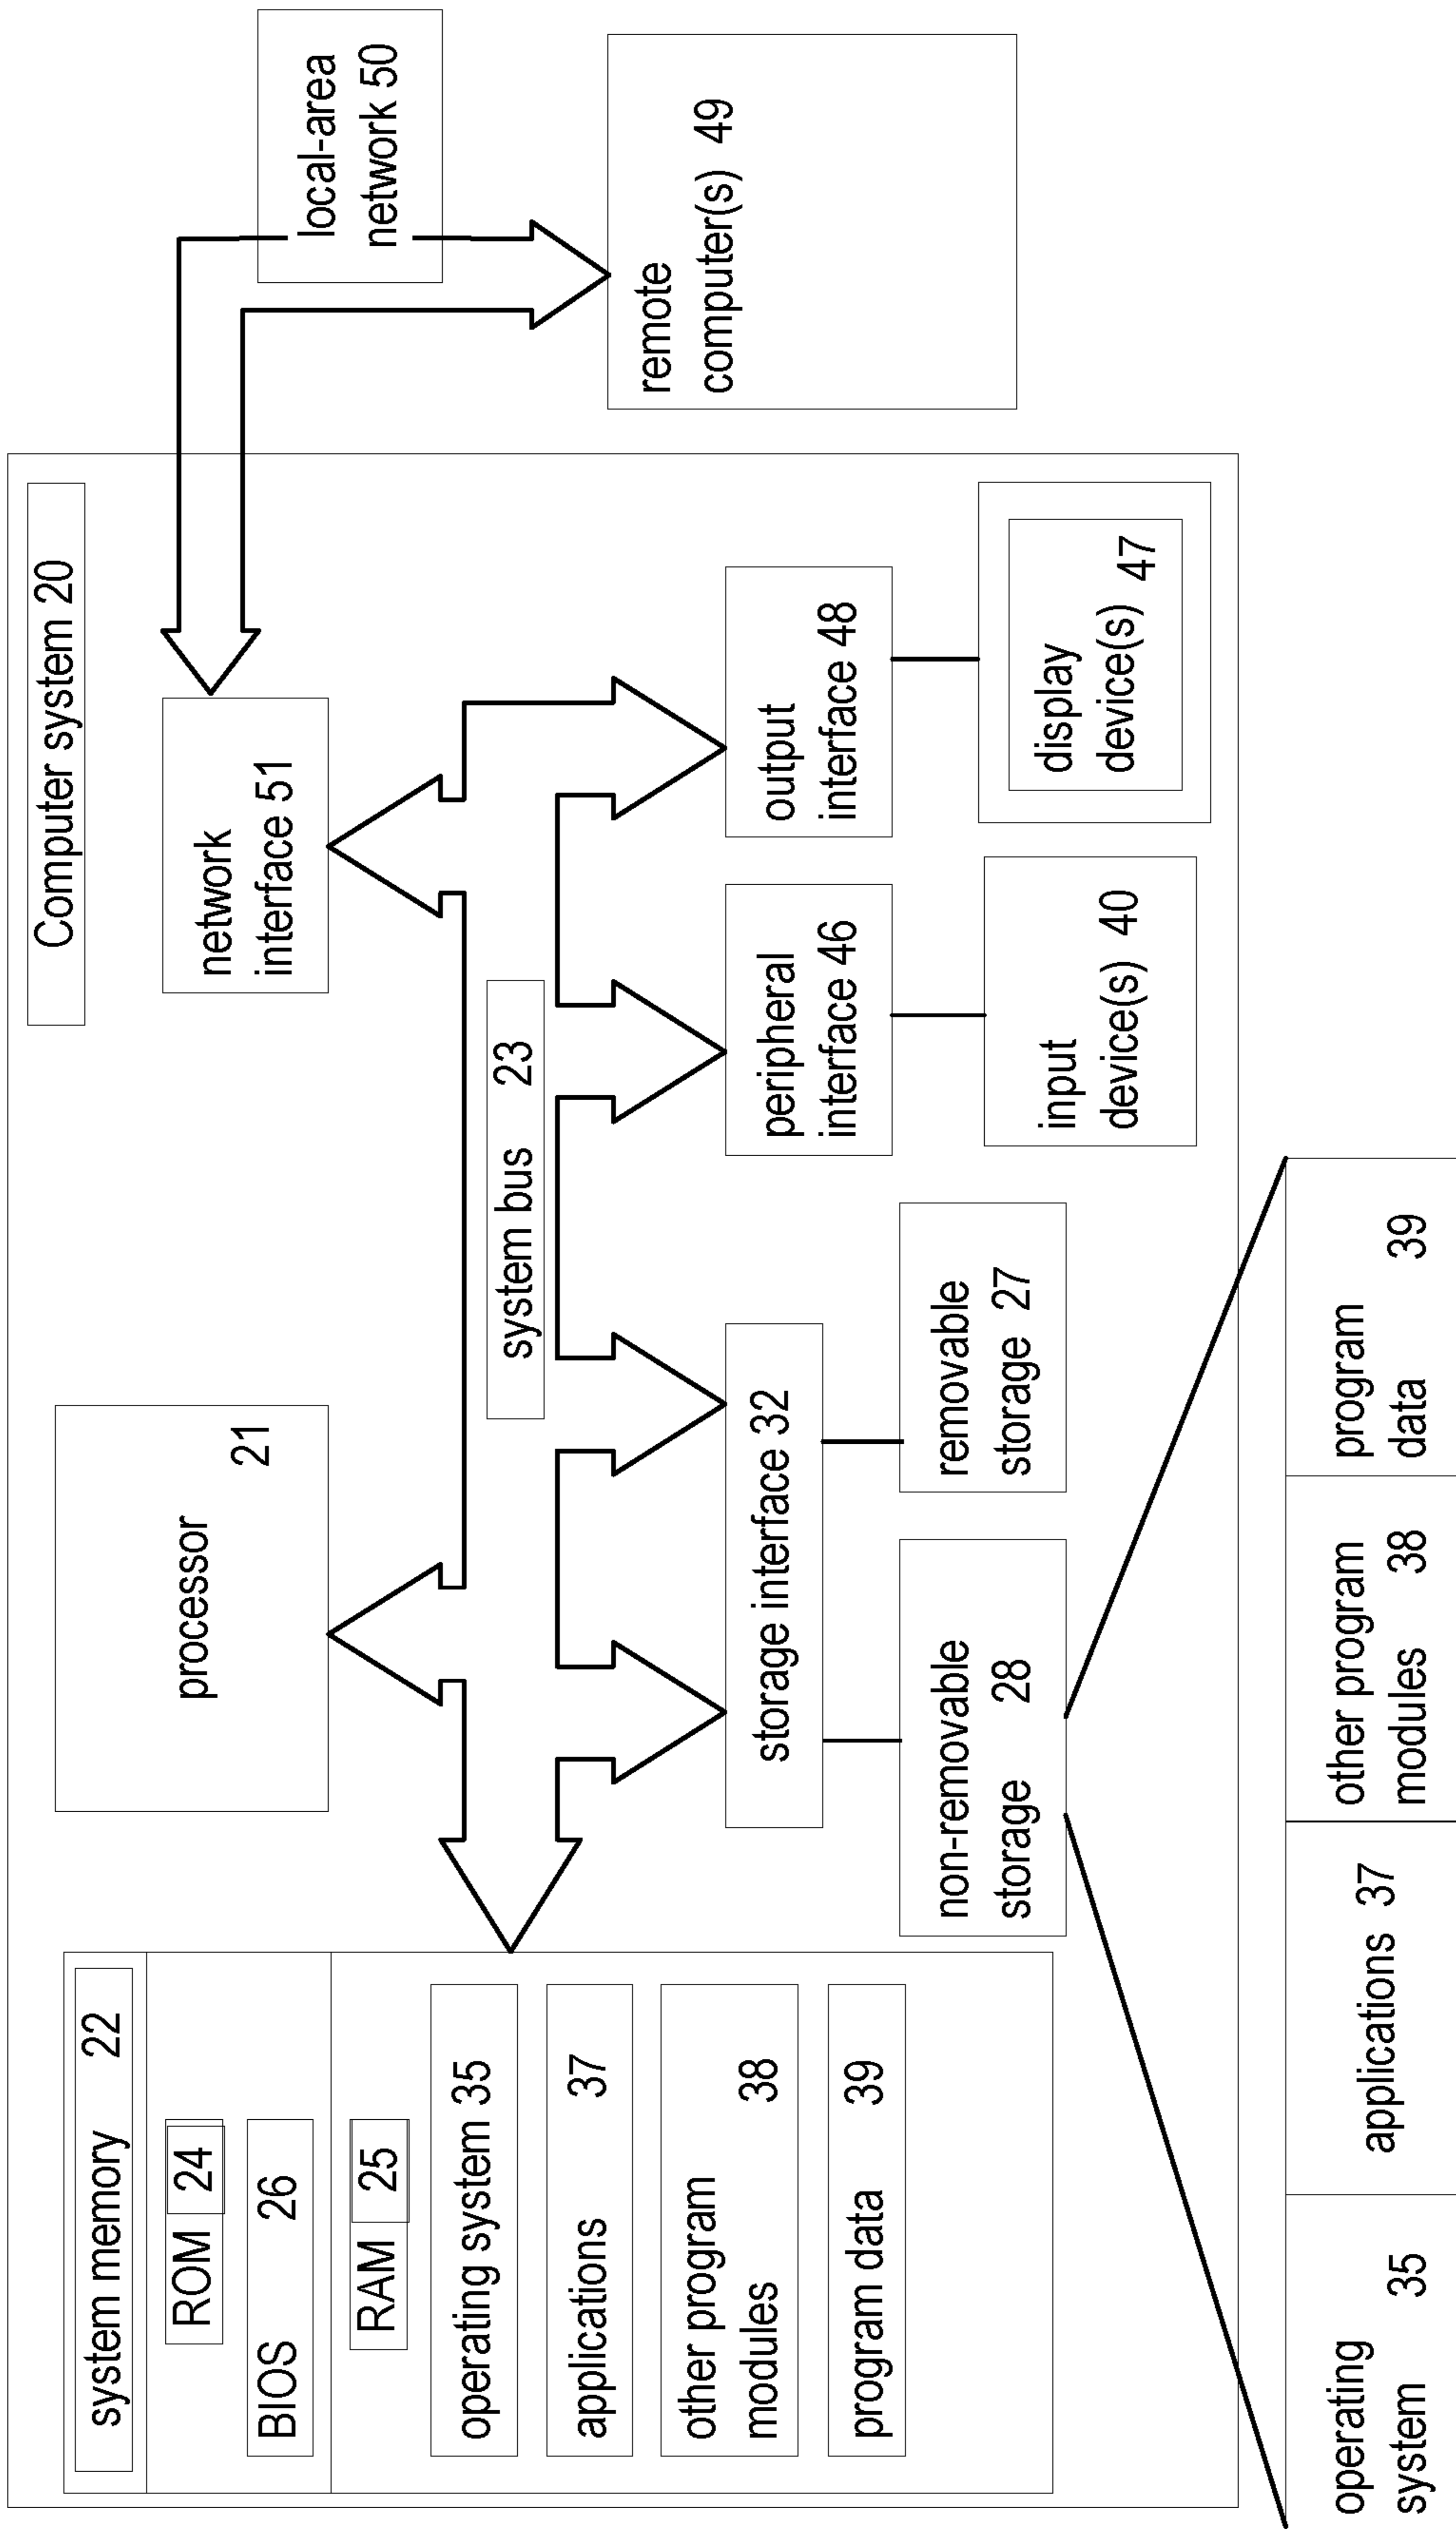 Computer system 20
system memory 22
ROM 24
BIOS 26
RAM 25
operating system 35
applications 37
other program
modules 38
program data 39
processor 21
network
interface 51
local-area
network 50
system bus 23
storage interface 32
peripheral
interface 46
output
interface 48
remote
computer(s) 49
non-removable
storage 28
removable
storage 27
input
device(s) 40
display
device(s) 47
operating
system 35
applications 37
other program
modules 38
program
data 39